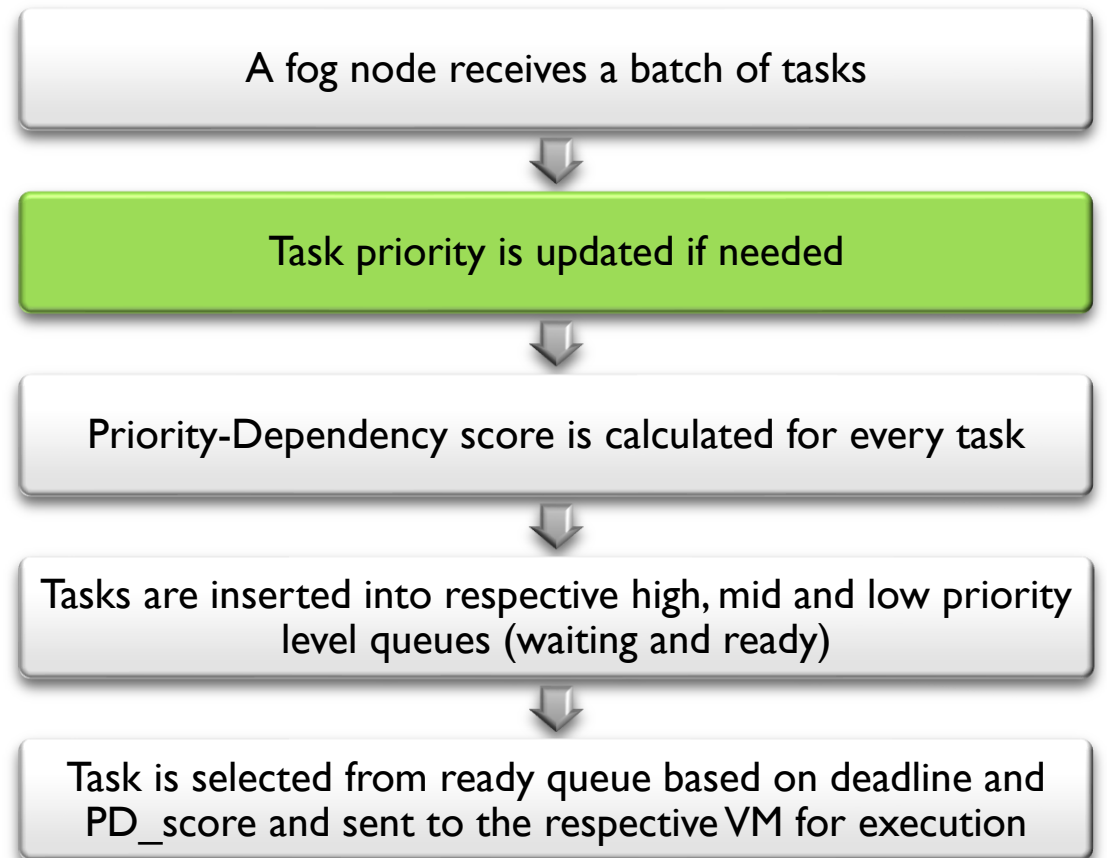 A fog node receives a batch of tasks
Task priority is updated if needed
Priority-Dependency score is calculated for every task
Tasks are inserted into respective high, mid and low priority
level queues (waiting and ready)
Task is selected from ready queue based on deadline and
PD_score and sent to the respective VM for execution